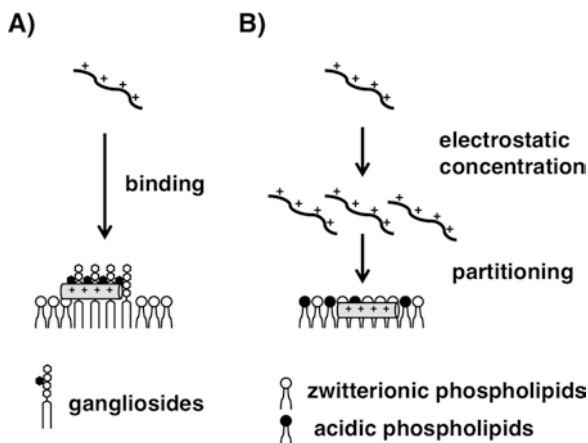 A)
B)
+ + + +
+ + + +
binding
electrostatic
concentration
+ + + + + + + + + + + +
partitioning
+ + + +
+ + + +
gangliosides
zwitterionic phospholipids
acidic phospholipids